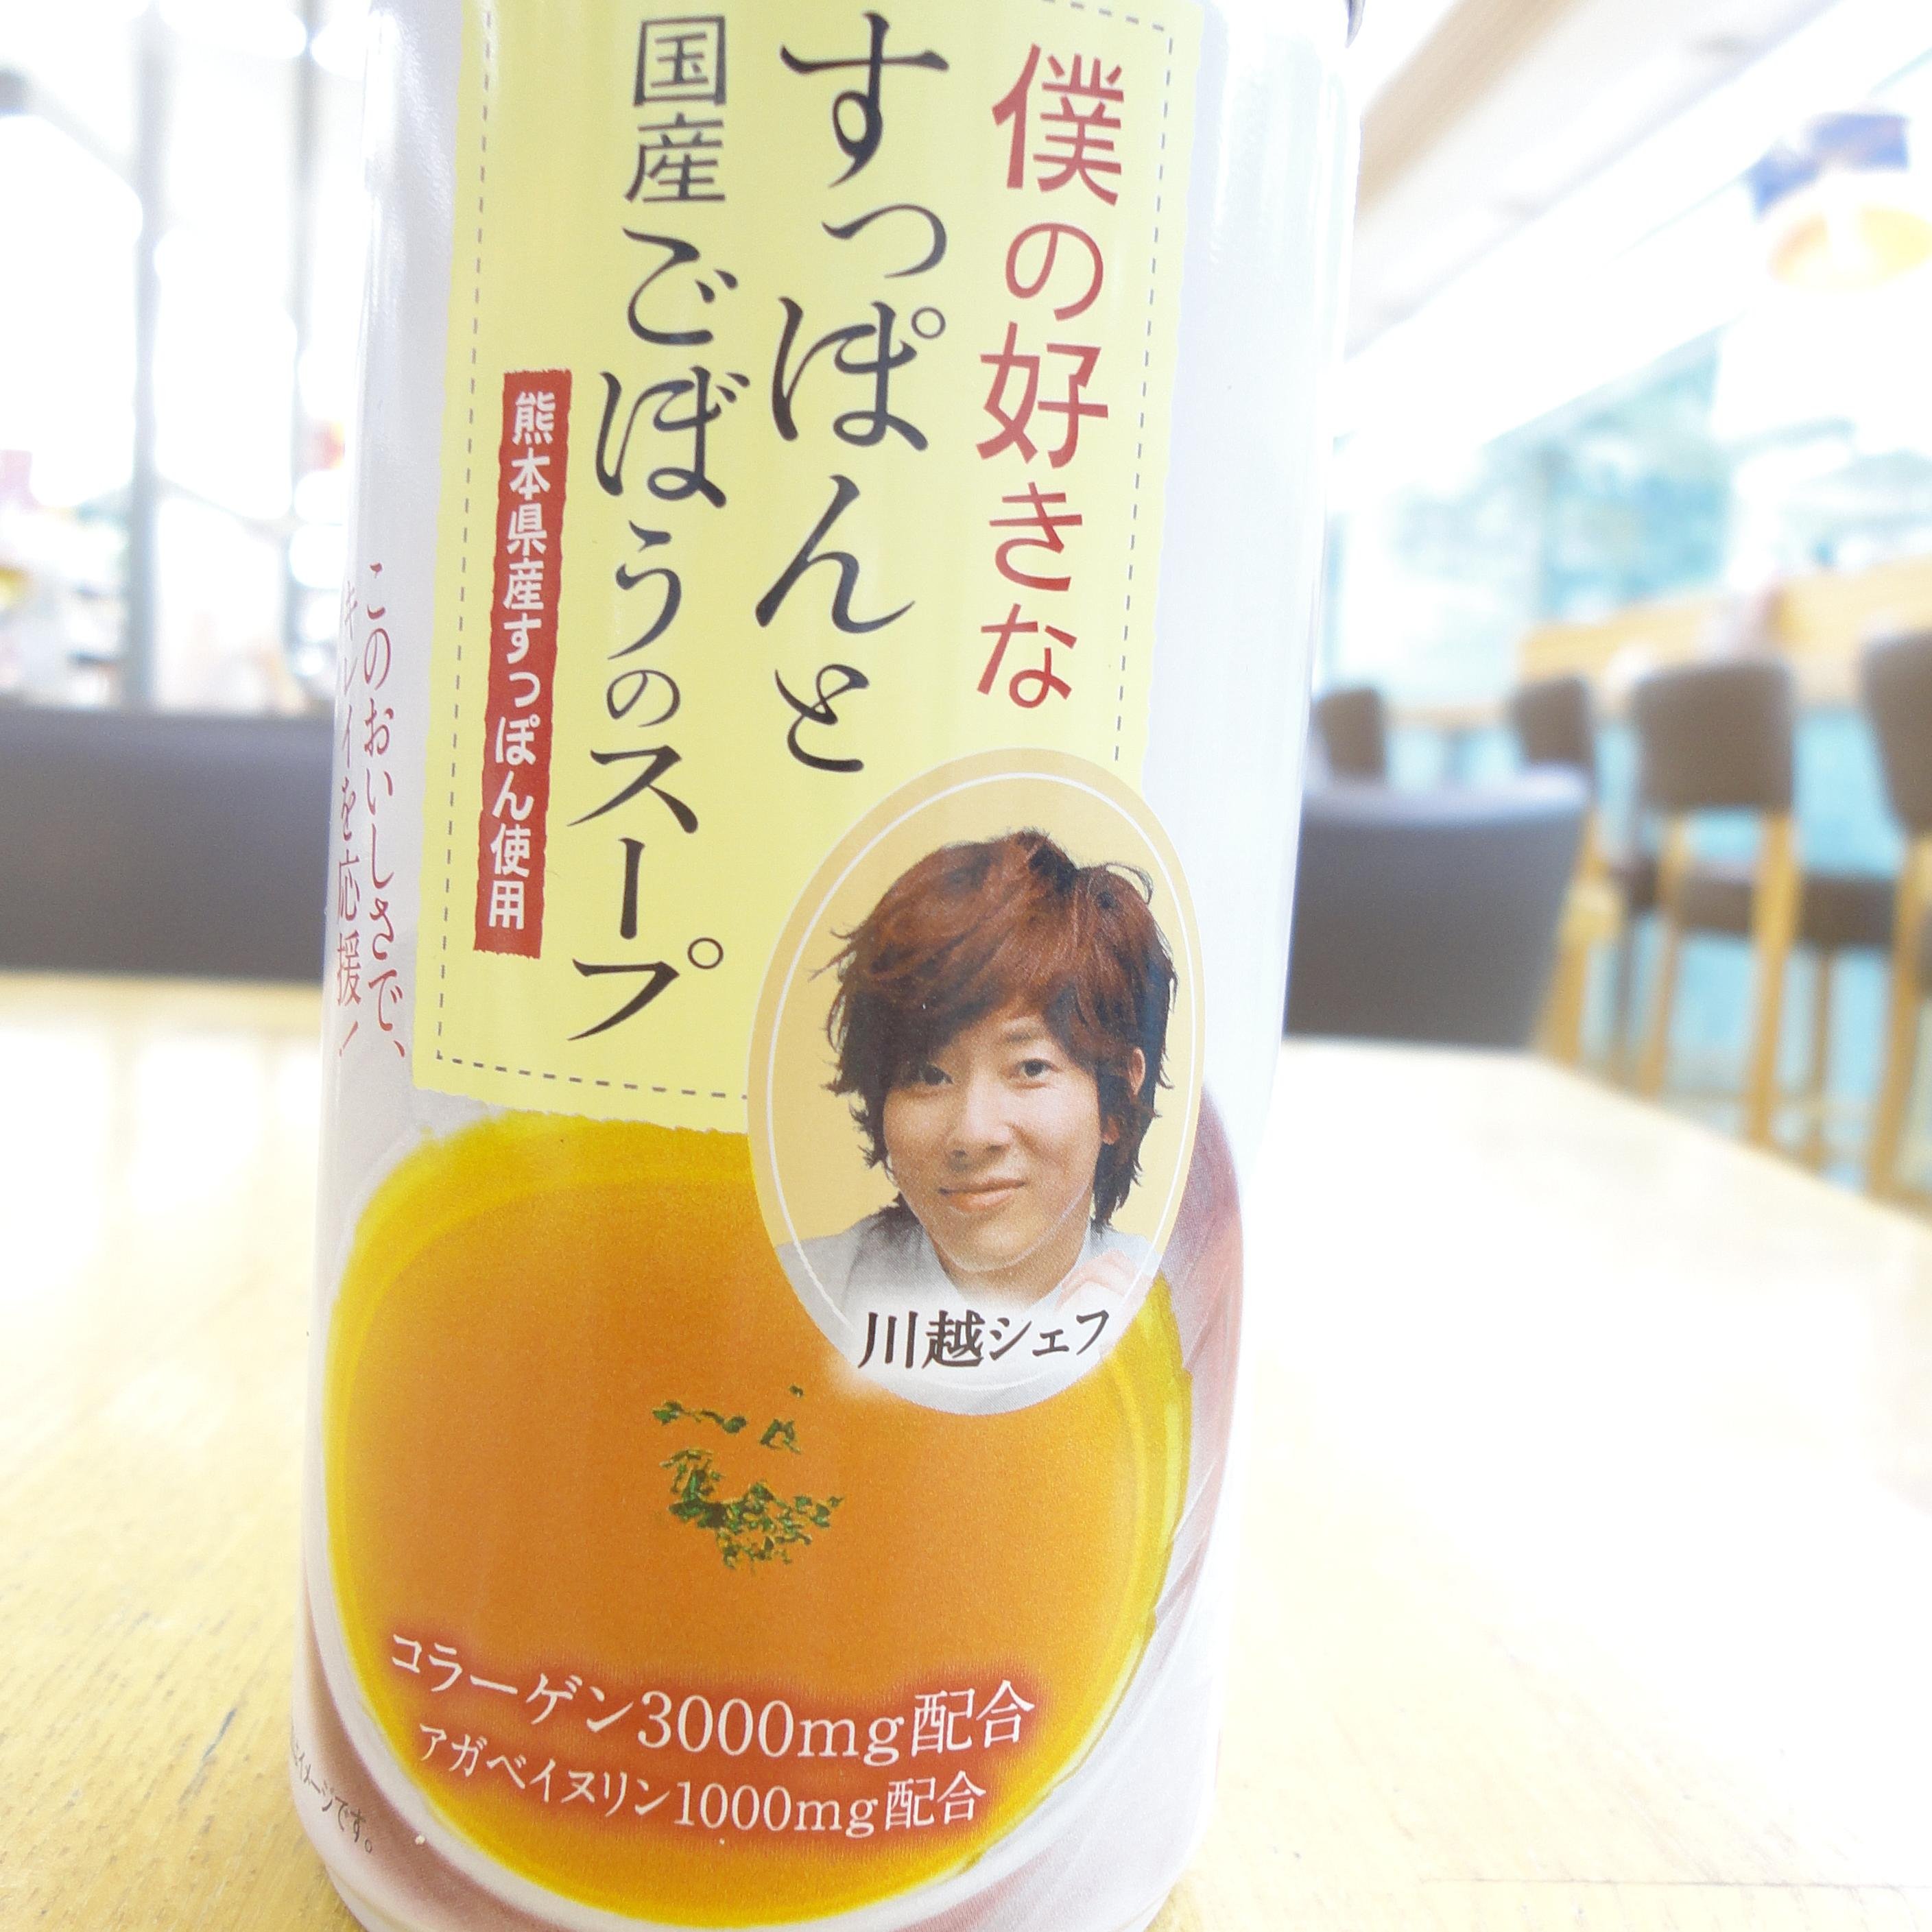 僕の好きな
すっぽんと
国産ごぼうのスープ
熊本県産すっぽん使用
このおいしさで、
キレイを応援!
川越シェフ
コラーゲン3000mg配合
アガベイヌリン1000mg配合
イメージです。